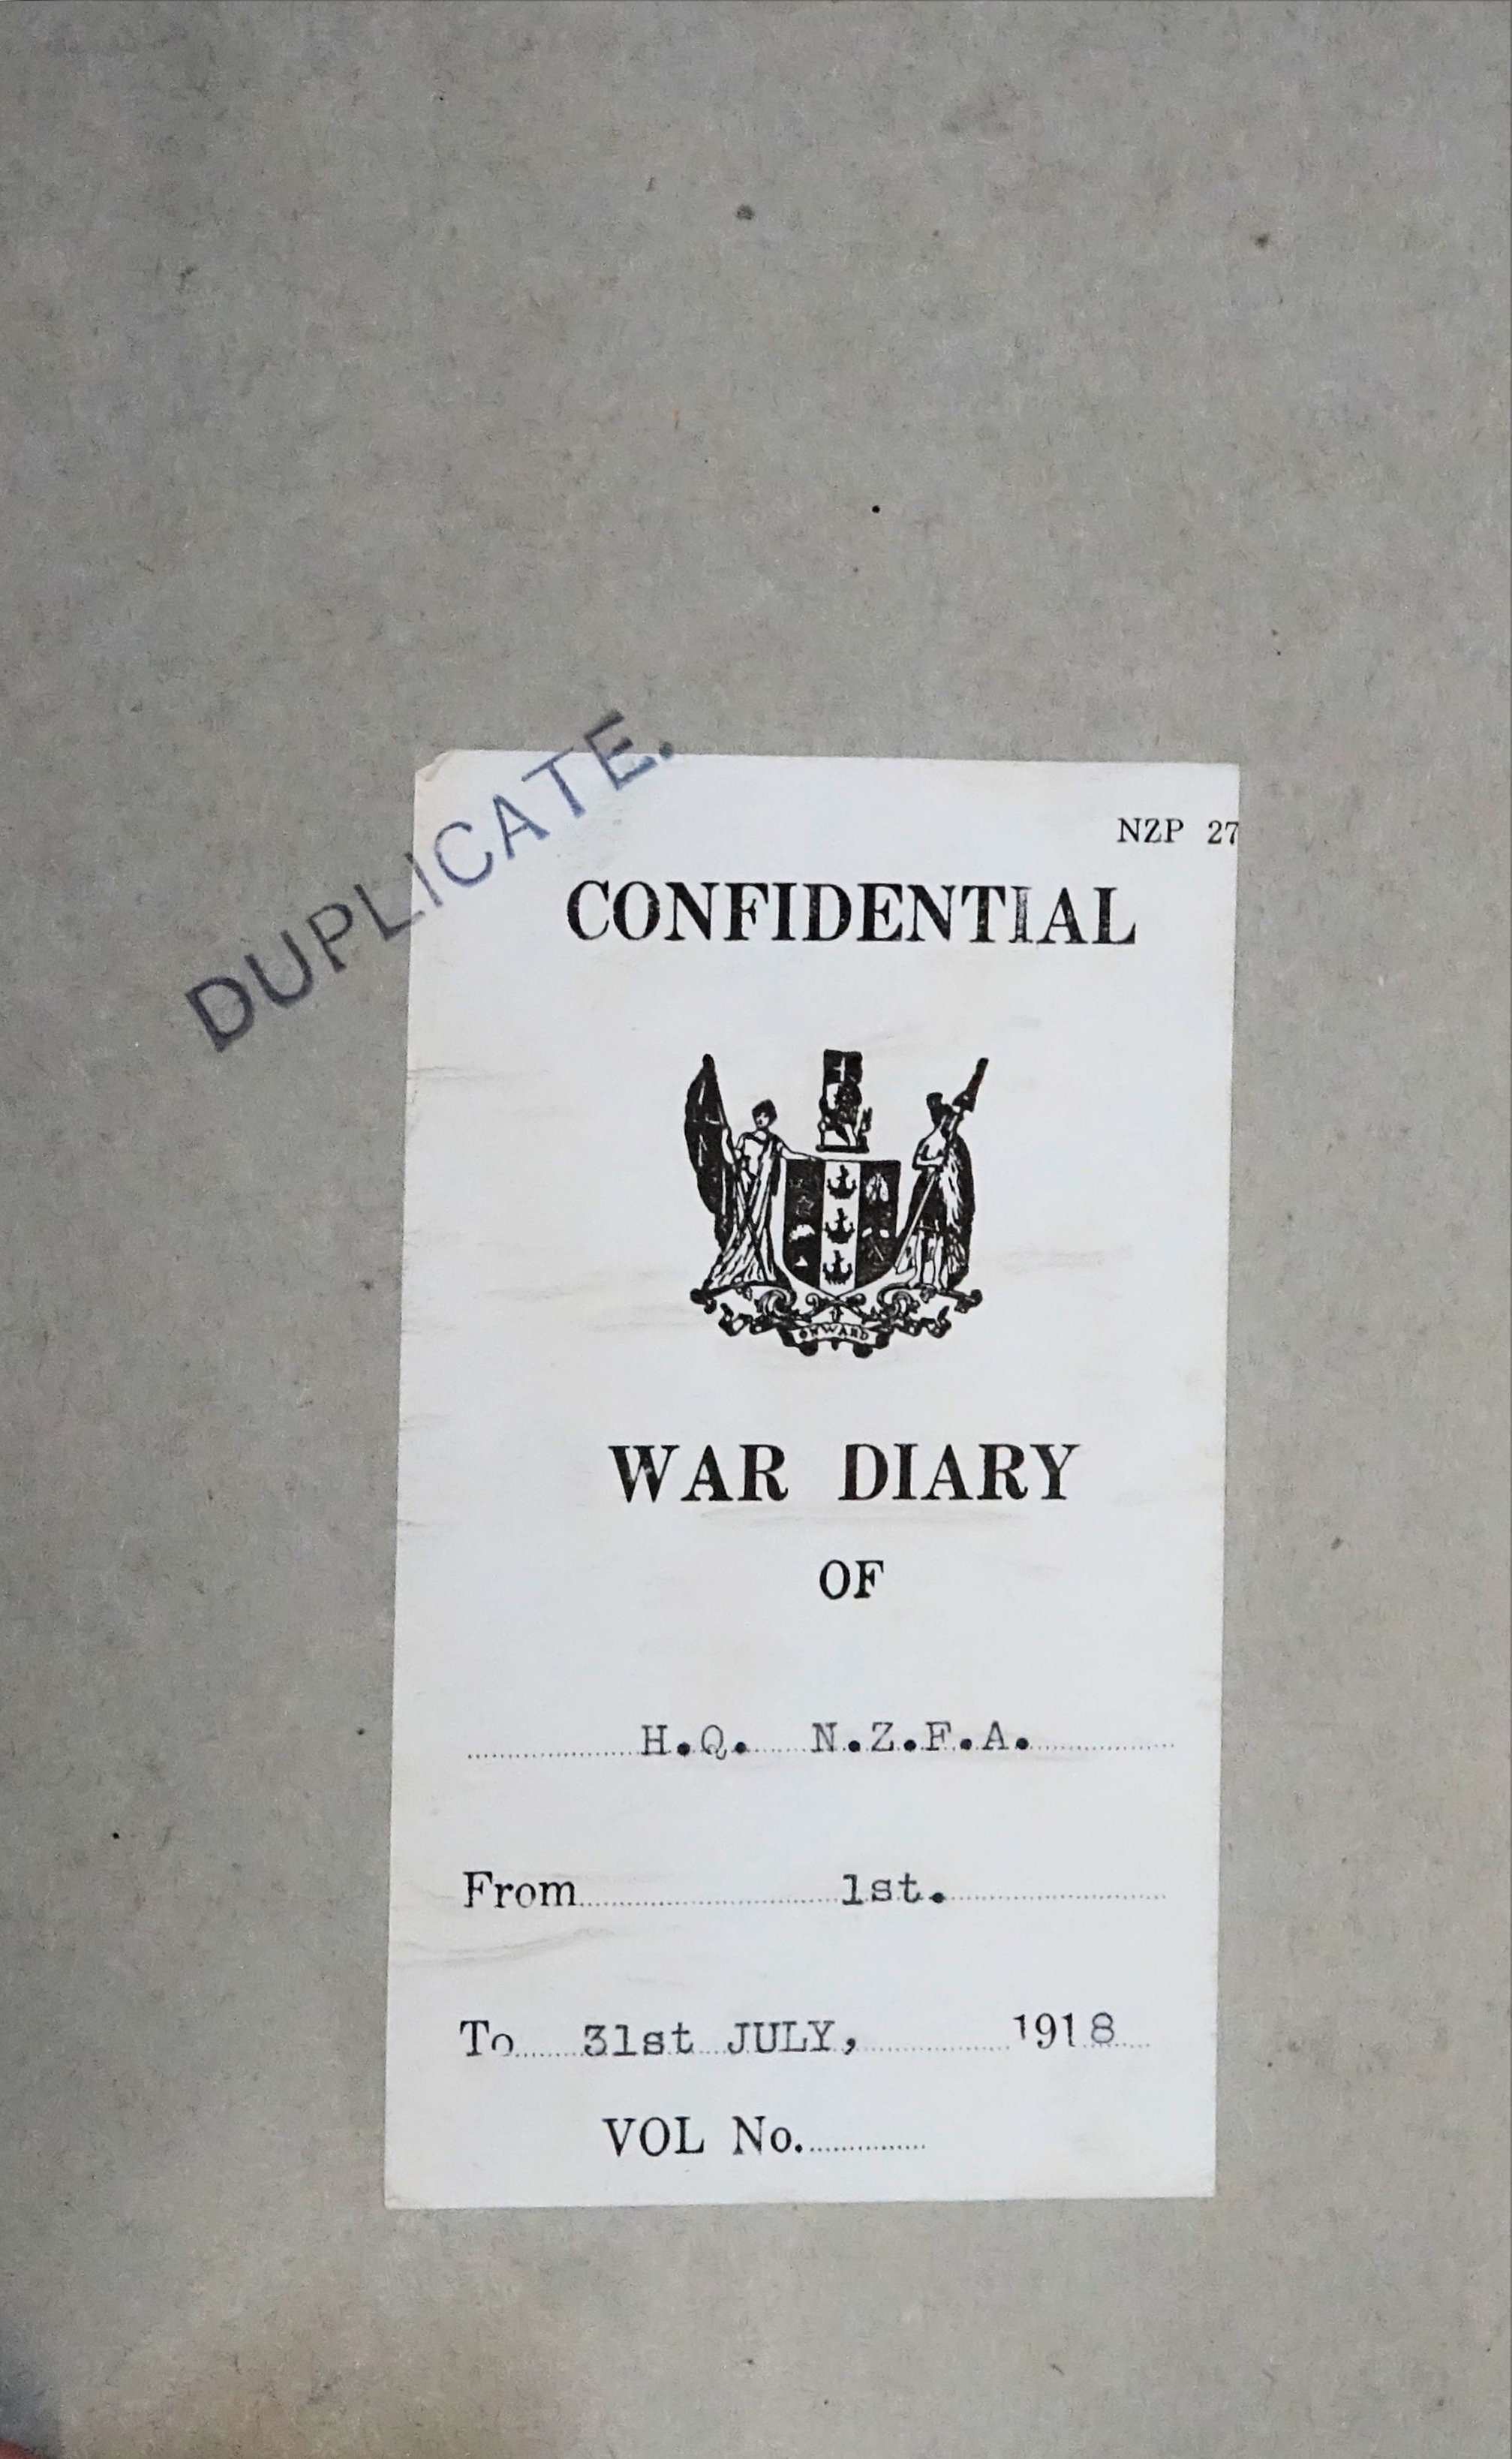 DUPLICATE.
NZP 27
CONFIDENTIAL
ONWARD
WAR DIARY
OF
H.Q. N.Z.F.A.
From 1st.
To 31st JULY, 1918
VOL No.